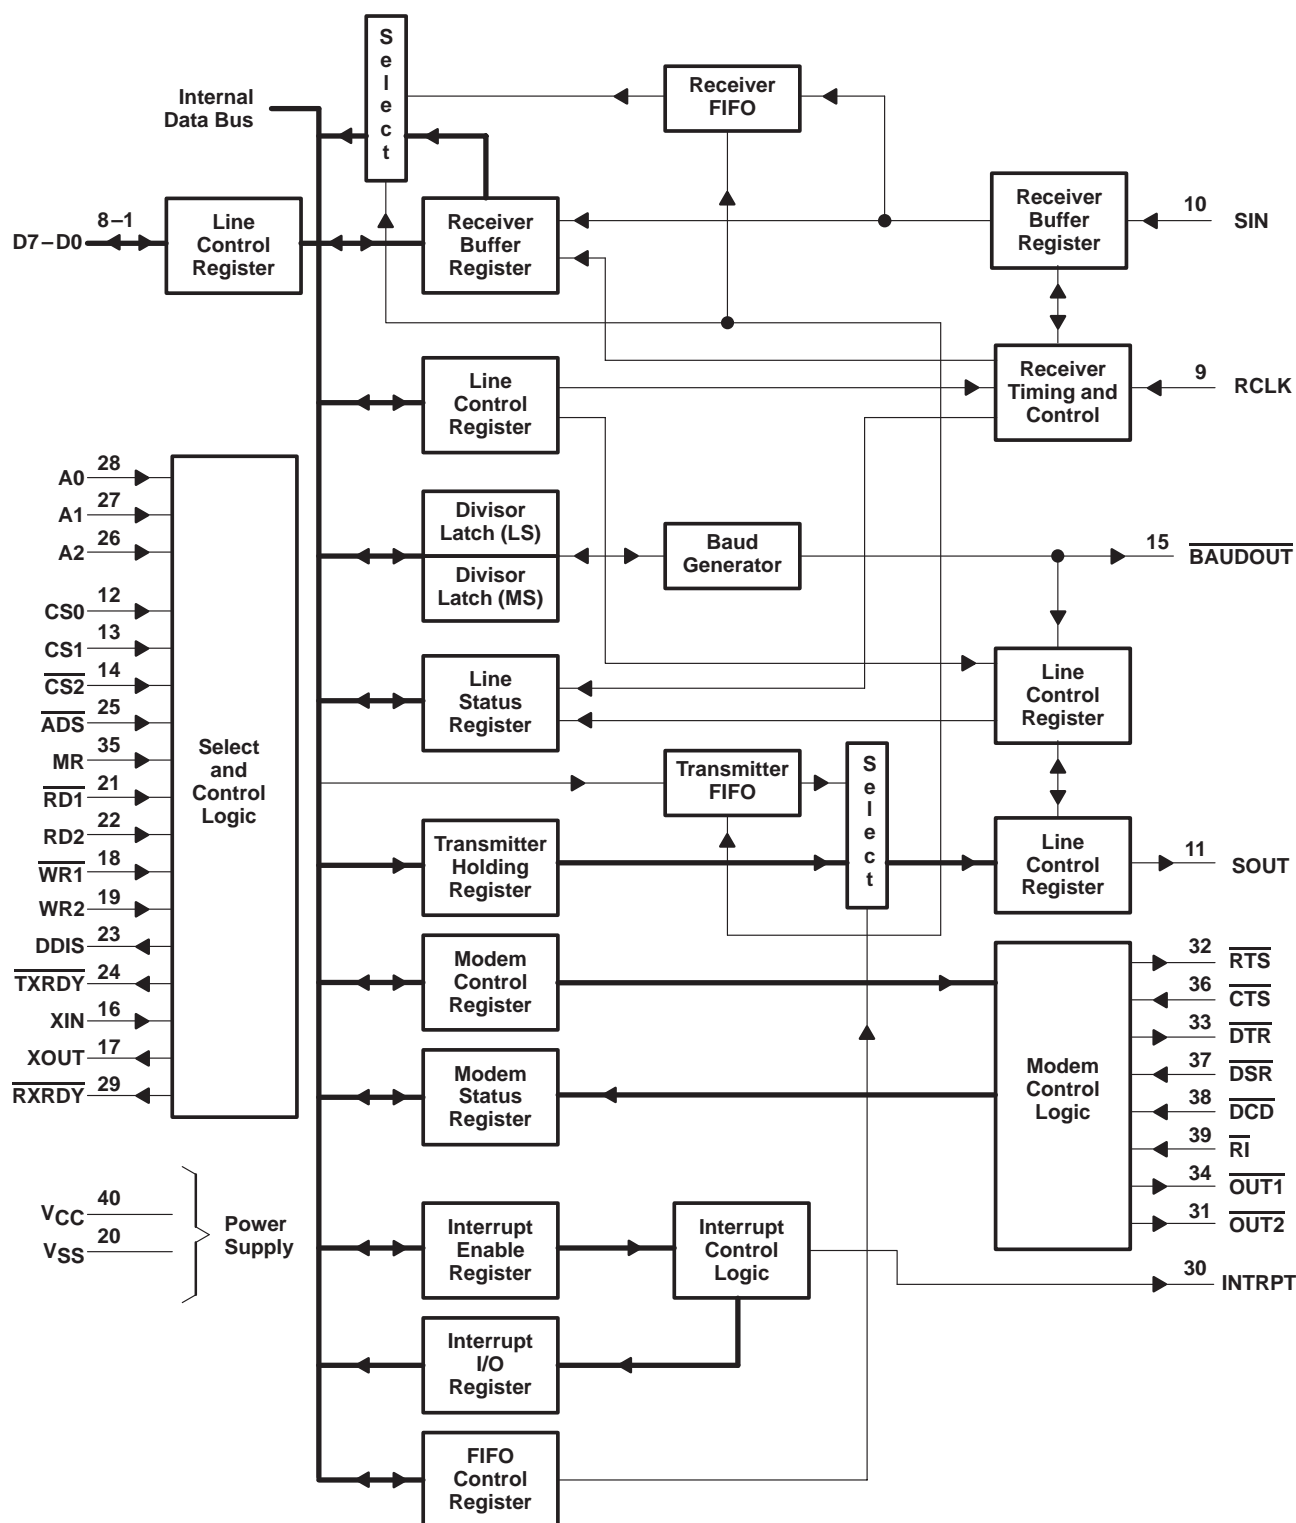 S
e
l
e
c
t
Internal
Data Bus
Receiver
FIFO
8–1
D7–D0
Line
Control
Register
Receiver
Buffer
Register
Receiver
Buffer
Register
10
SIN
Line
Control
Register
Receiver
Timing and
Control
9
RCLK
A0
28
A1
27
A2
26
CS0
12
CS1
13
CS2
14
ADS
25
MR
35
RD1
21
RD2
22
WR1
18
WR2
19
DDIS
23
TXRDY
24
XIN
16
XOUT
17
RXRDY
29
Select
and
Control
Logic
Divisor
Latch (LS)
Divisor
Latch (MS)
Baud
Generator
15
BAUDOUT
Line
Status
Register
Line
Control
Register
Transmitter
FIFO
S
e
l
e
c
t
Transmitter
Holding
Register
Line
Control
Register
11
SOUT
Modem
Control
Register
Modem
Status
Register
Modem
Control
Logic
32
RTS
36
CTS
33
DTR
37
DSR
38
DCD
39
RI
34
OUT1
31
OUT2
VCC
40
VSS
20
Power
Supply
Interrupt
Enable
Register
Interrupt
Control
Logic
30
INTRPT
Interrupt
I/O
Register
FIFO
Control
Register